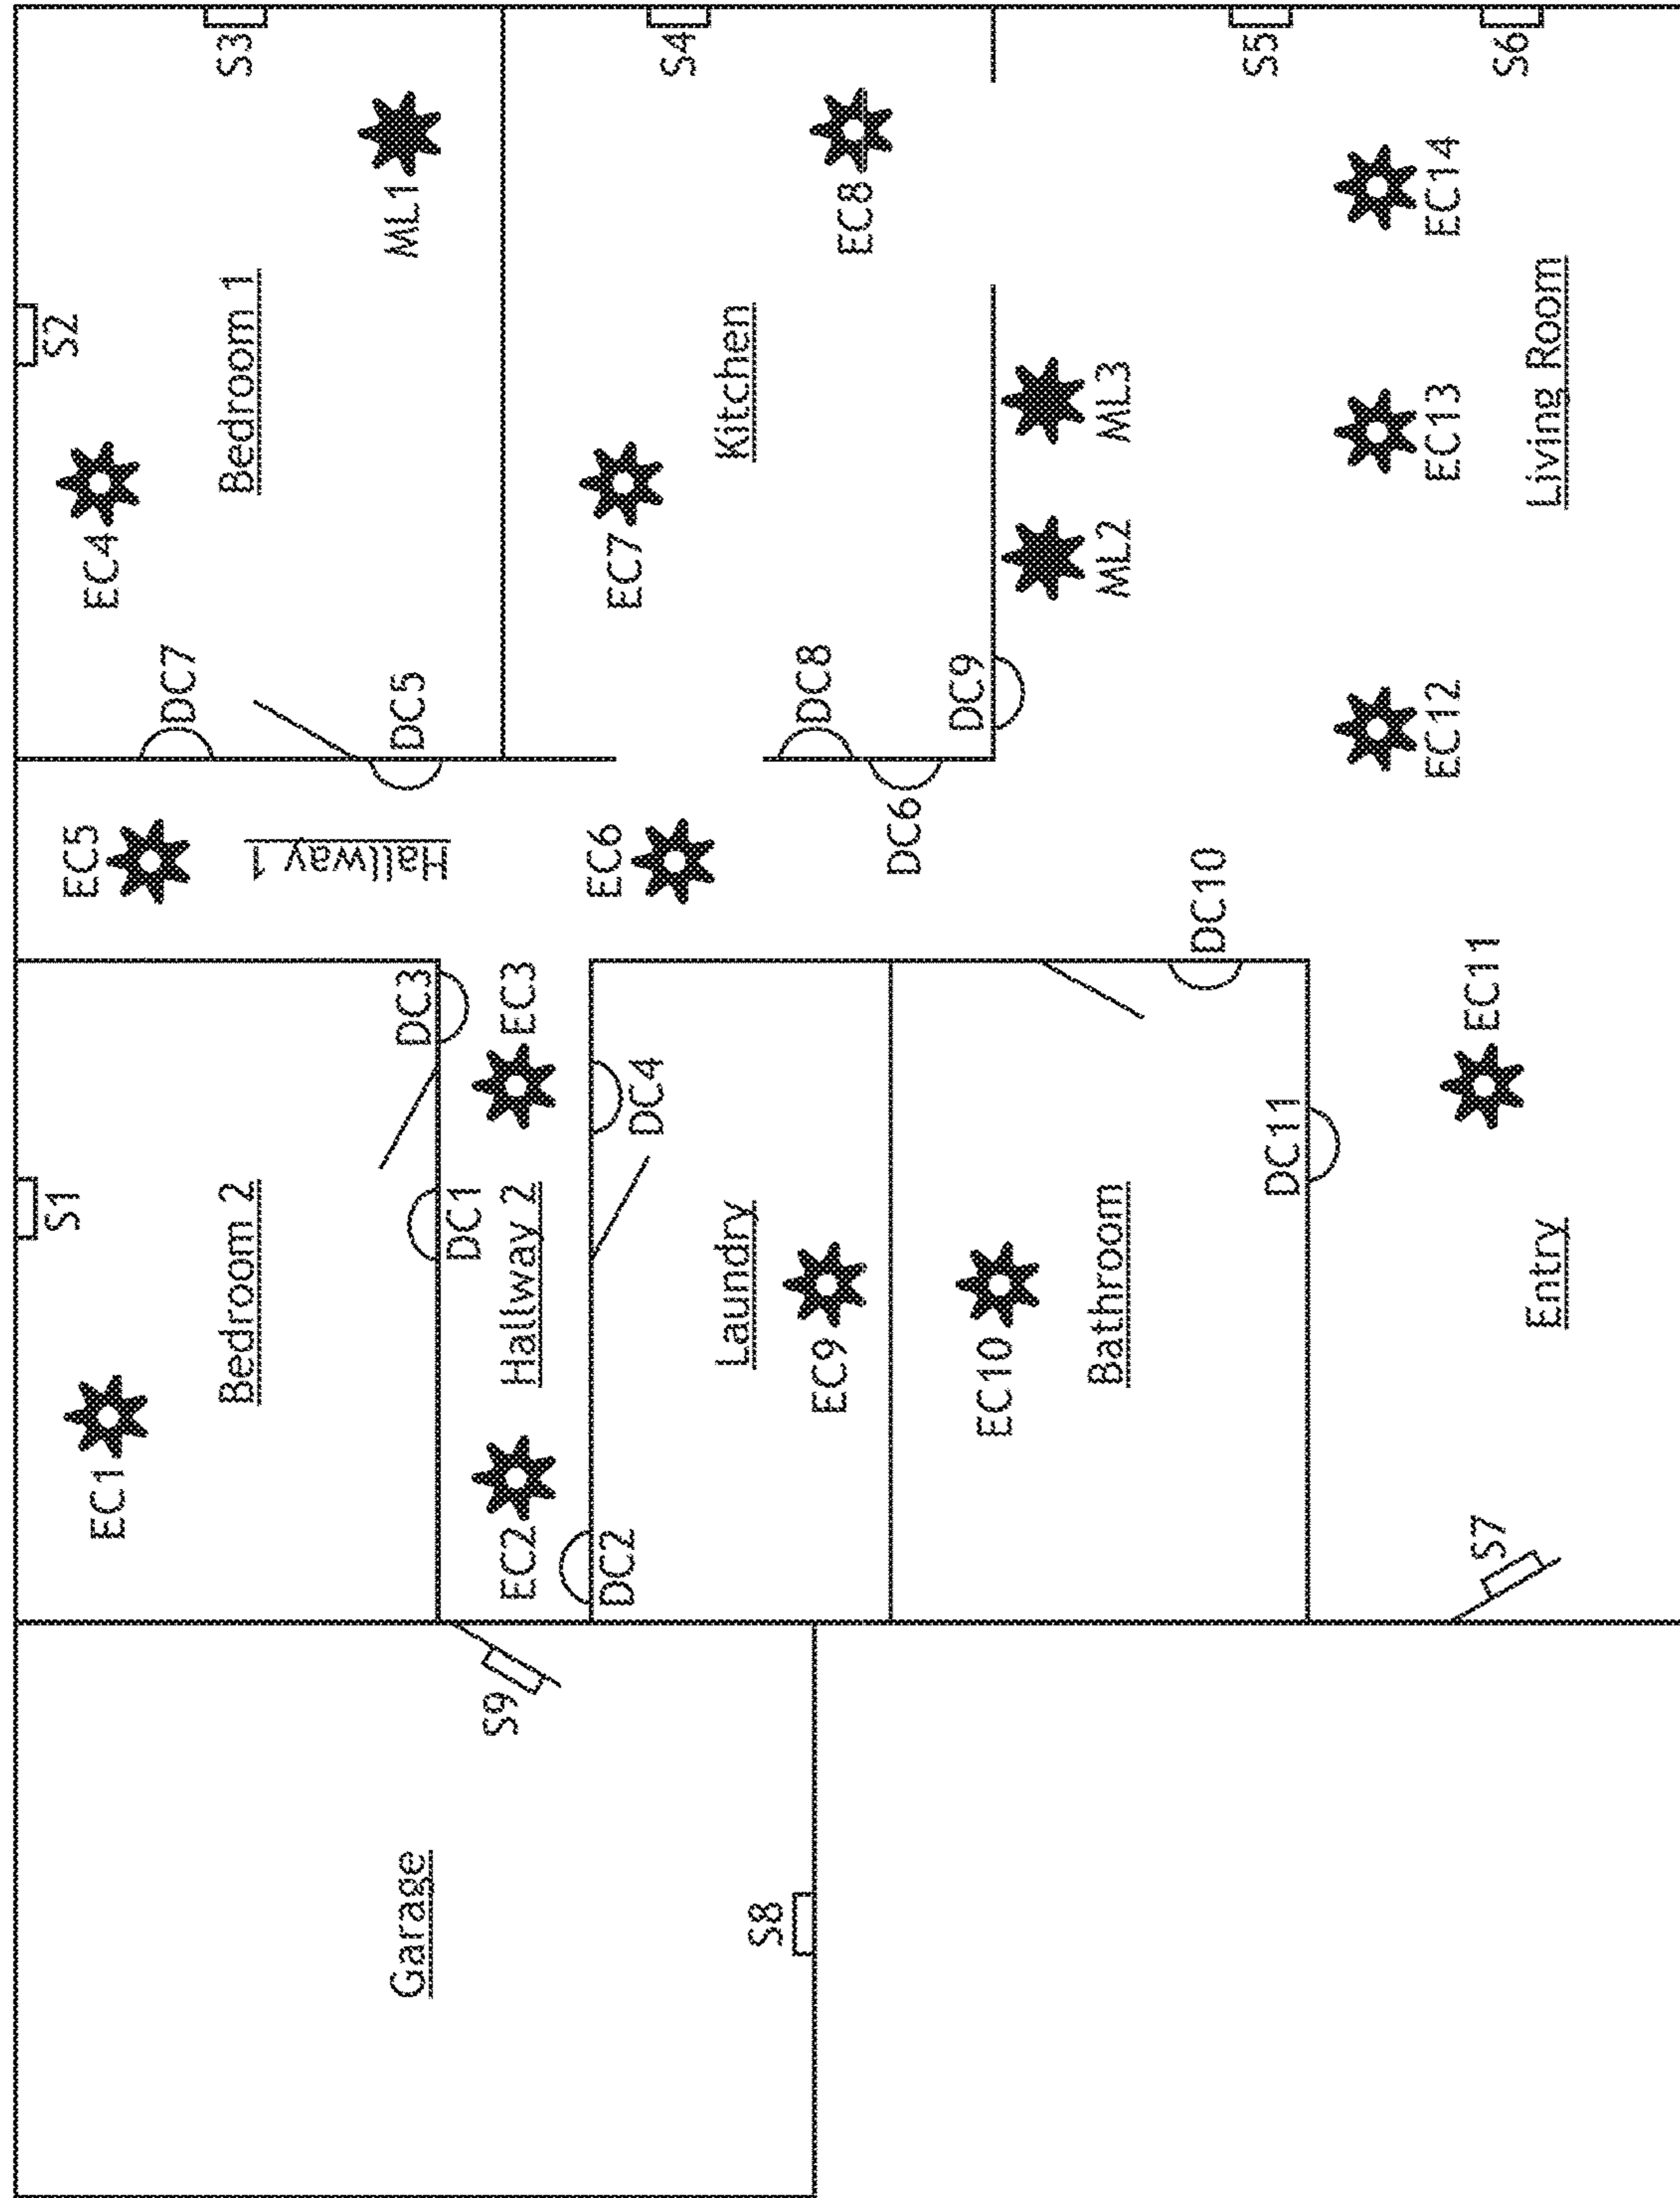 S1
S2
EC1
EC4
EC5
Bedroom 2
Bedroom 1
DC7
S3
Hallway 1
DC3
DC5
ML1
Garage
S9
DC1
EC2
Hallway 2
EC3
DC2
DC4
EC6
EC7
S4
Laundry
Kitchen
S8
EC9
DC8
EC8
DC6
DC9
EC10
Bathroom
ML2
ML3
DC10
DC11
S5
EC12
EC13
EC14
S7
EC11
S6
Entry
Living Room